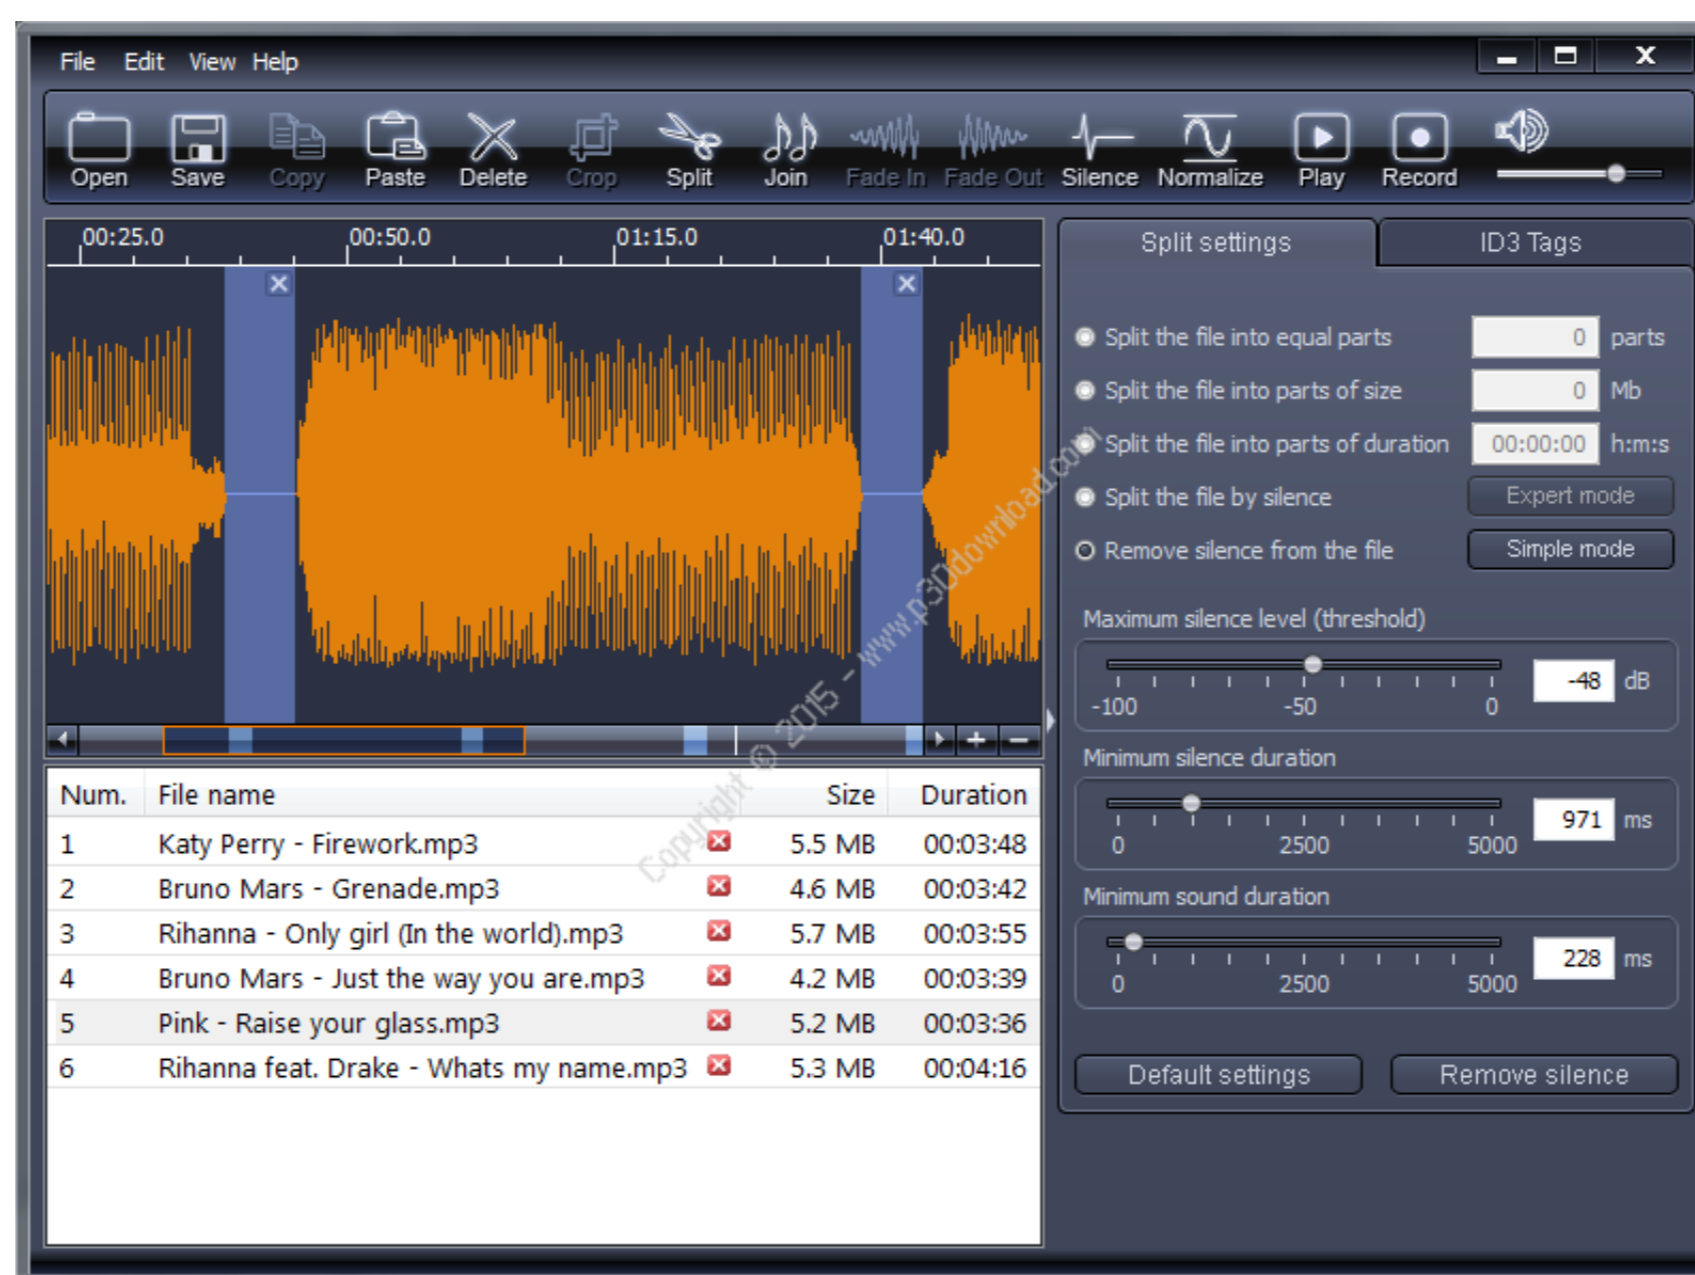 File Edit View Help
Open Save Copy Paste Delete Crop Split Join Fade In Fade Out Silence Normalize Play Record
00:25.0 00:50.0 01:15.0 01:40.0
Split settings ID3 Tags
Split the file into equal parts 0 parts
Split the file into parts of size 0 Mb
Split the file into parts of duration 00:00:00 h:m:s
Split the file by silence Expert mode
Remove silence from the file Simple mode
Maximum silence level (threshold)
-48 dB
-100 -50 0
Minimum silence duration
971 ms
0 2500 5000
Minimum sound duration
228 ms
0 2500 5000
Default settings Remove silence
Num. File name Size Duration
1 Katy Perry - Firework.mp3 5.5 MB 00:03:48
2 Bruno Mars - Grenade.mp3 4.6 MB 00:03:42
3 Rihanna - Only girl (In the world).mp3 5.7 MB 00:03:55
4 Bruno Mars - Just the way you are.mp3 4.2 MB 00:03:39
5 Pink - Raise your glass.mp3 5.2 MB 00:03:36
6 Rihanna feat. Drake - Whats my name.mp3 5.3 MB 00:04:16
Copyright © 2015 - www.p30download.com